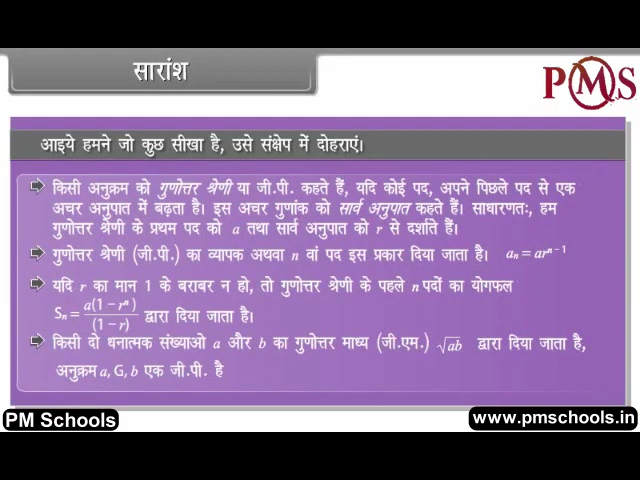 सारांश
PMS
आइये हमने जो कुछ सीखा है, उसे संक्षेप में दोहराएं।
किसी अनुक्रम को गुणोत्तर श्रेणी या जी.पी. कहते हैं, यदि कोई पद, अपने पिछले पद से एक
अचर अनुपात में बढ़ता है। इस अचर गुणांक को सार्व अनुपात कहते हैं। साधारणतः, हम
गुणोत्तर श्रेणी के प्रथम पद को a तथा सार्व अनुपात को r से दर्शाते हैं।
गुणोत्तर श्रेणी (जी.पी.) का व्यापक अथवा n वां पद इस प्रकार दिया जाता है। aₙ = arⁿ⁻¹
यदि r का मान 1 के बराबर न हो, तो गुणोत्तर श्रेणी के पहले n पदों का योगफल
Sₙ = a(1 − rⁿ)/(1 − r) द्वारा दिया जाता है।
किसी दो धनात्मक संख्याओ a और b का गुणोत्तर माध्य (जी.एम.) √ab द्वारा दिया जाता है,
अनुक्रम a, G, b एक जी.पी. है
PM Schools
www.pmschools.in